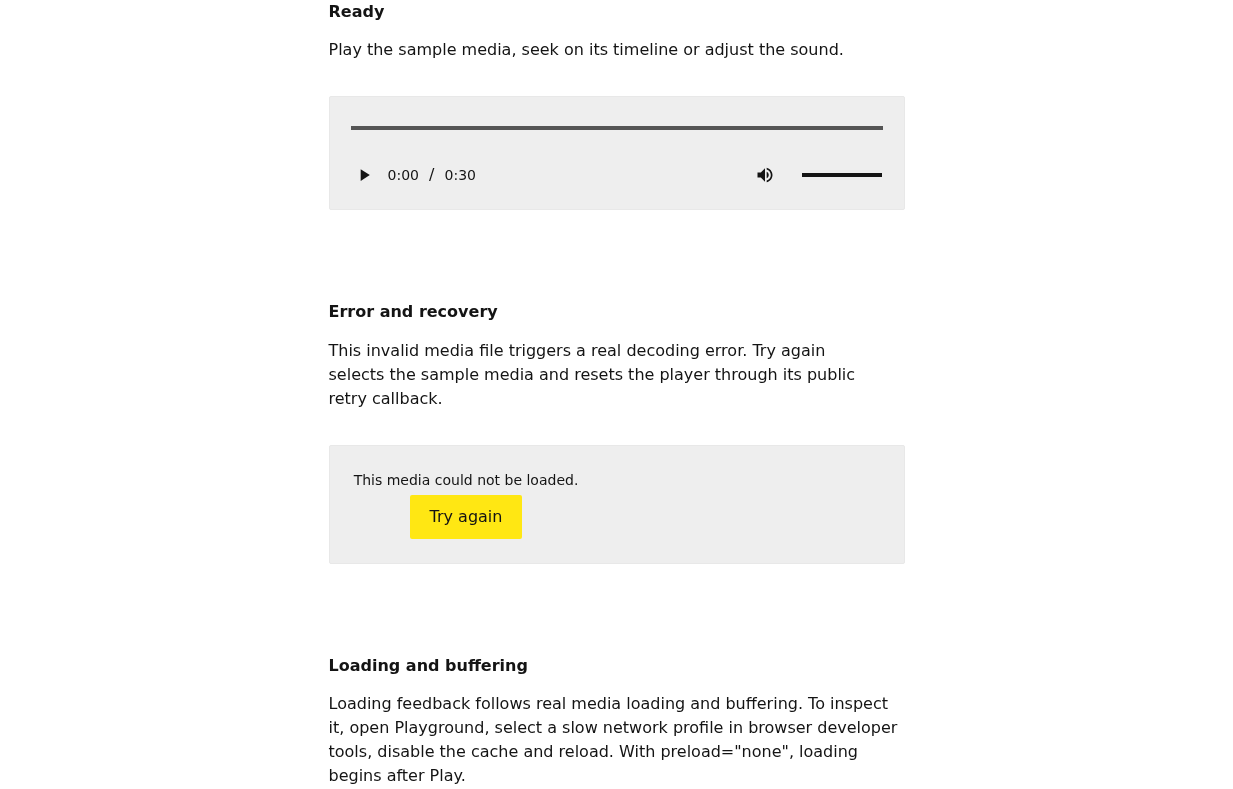 Ready
Play the sample media, seek on its timeline or adjust the sound.
0:00 / 0:30
Error and recovery
This invalid media file triggers a real decoding error. Try again
selects the sample media and resets the player through its public
retry callback.
This media could not be loaded.
Try again
Loading and buffering
Loading feedback follows real media loading and buffering. To inspect
it, open Playground, select a slow network profile in browser developer
tools, disable the cache and reload. With preload="none", loading
begins after Play.